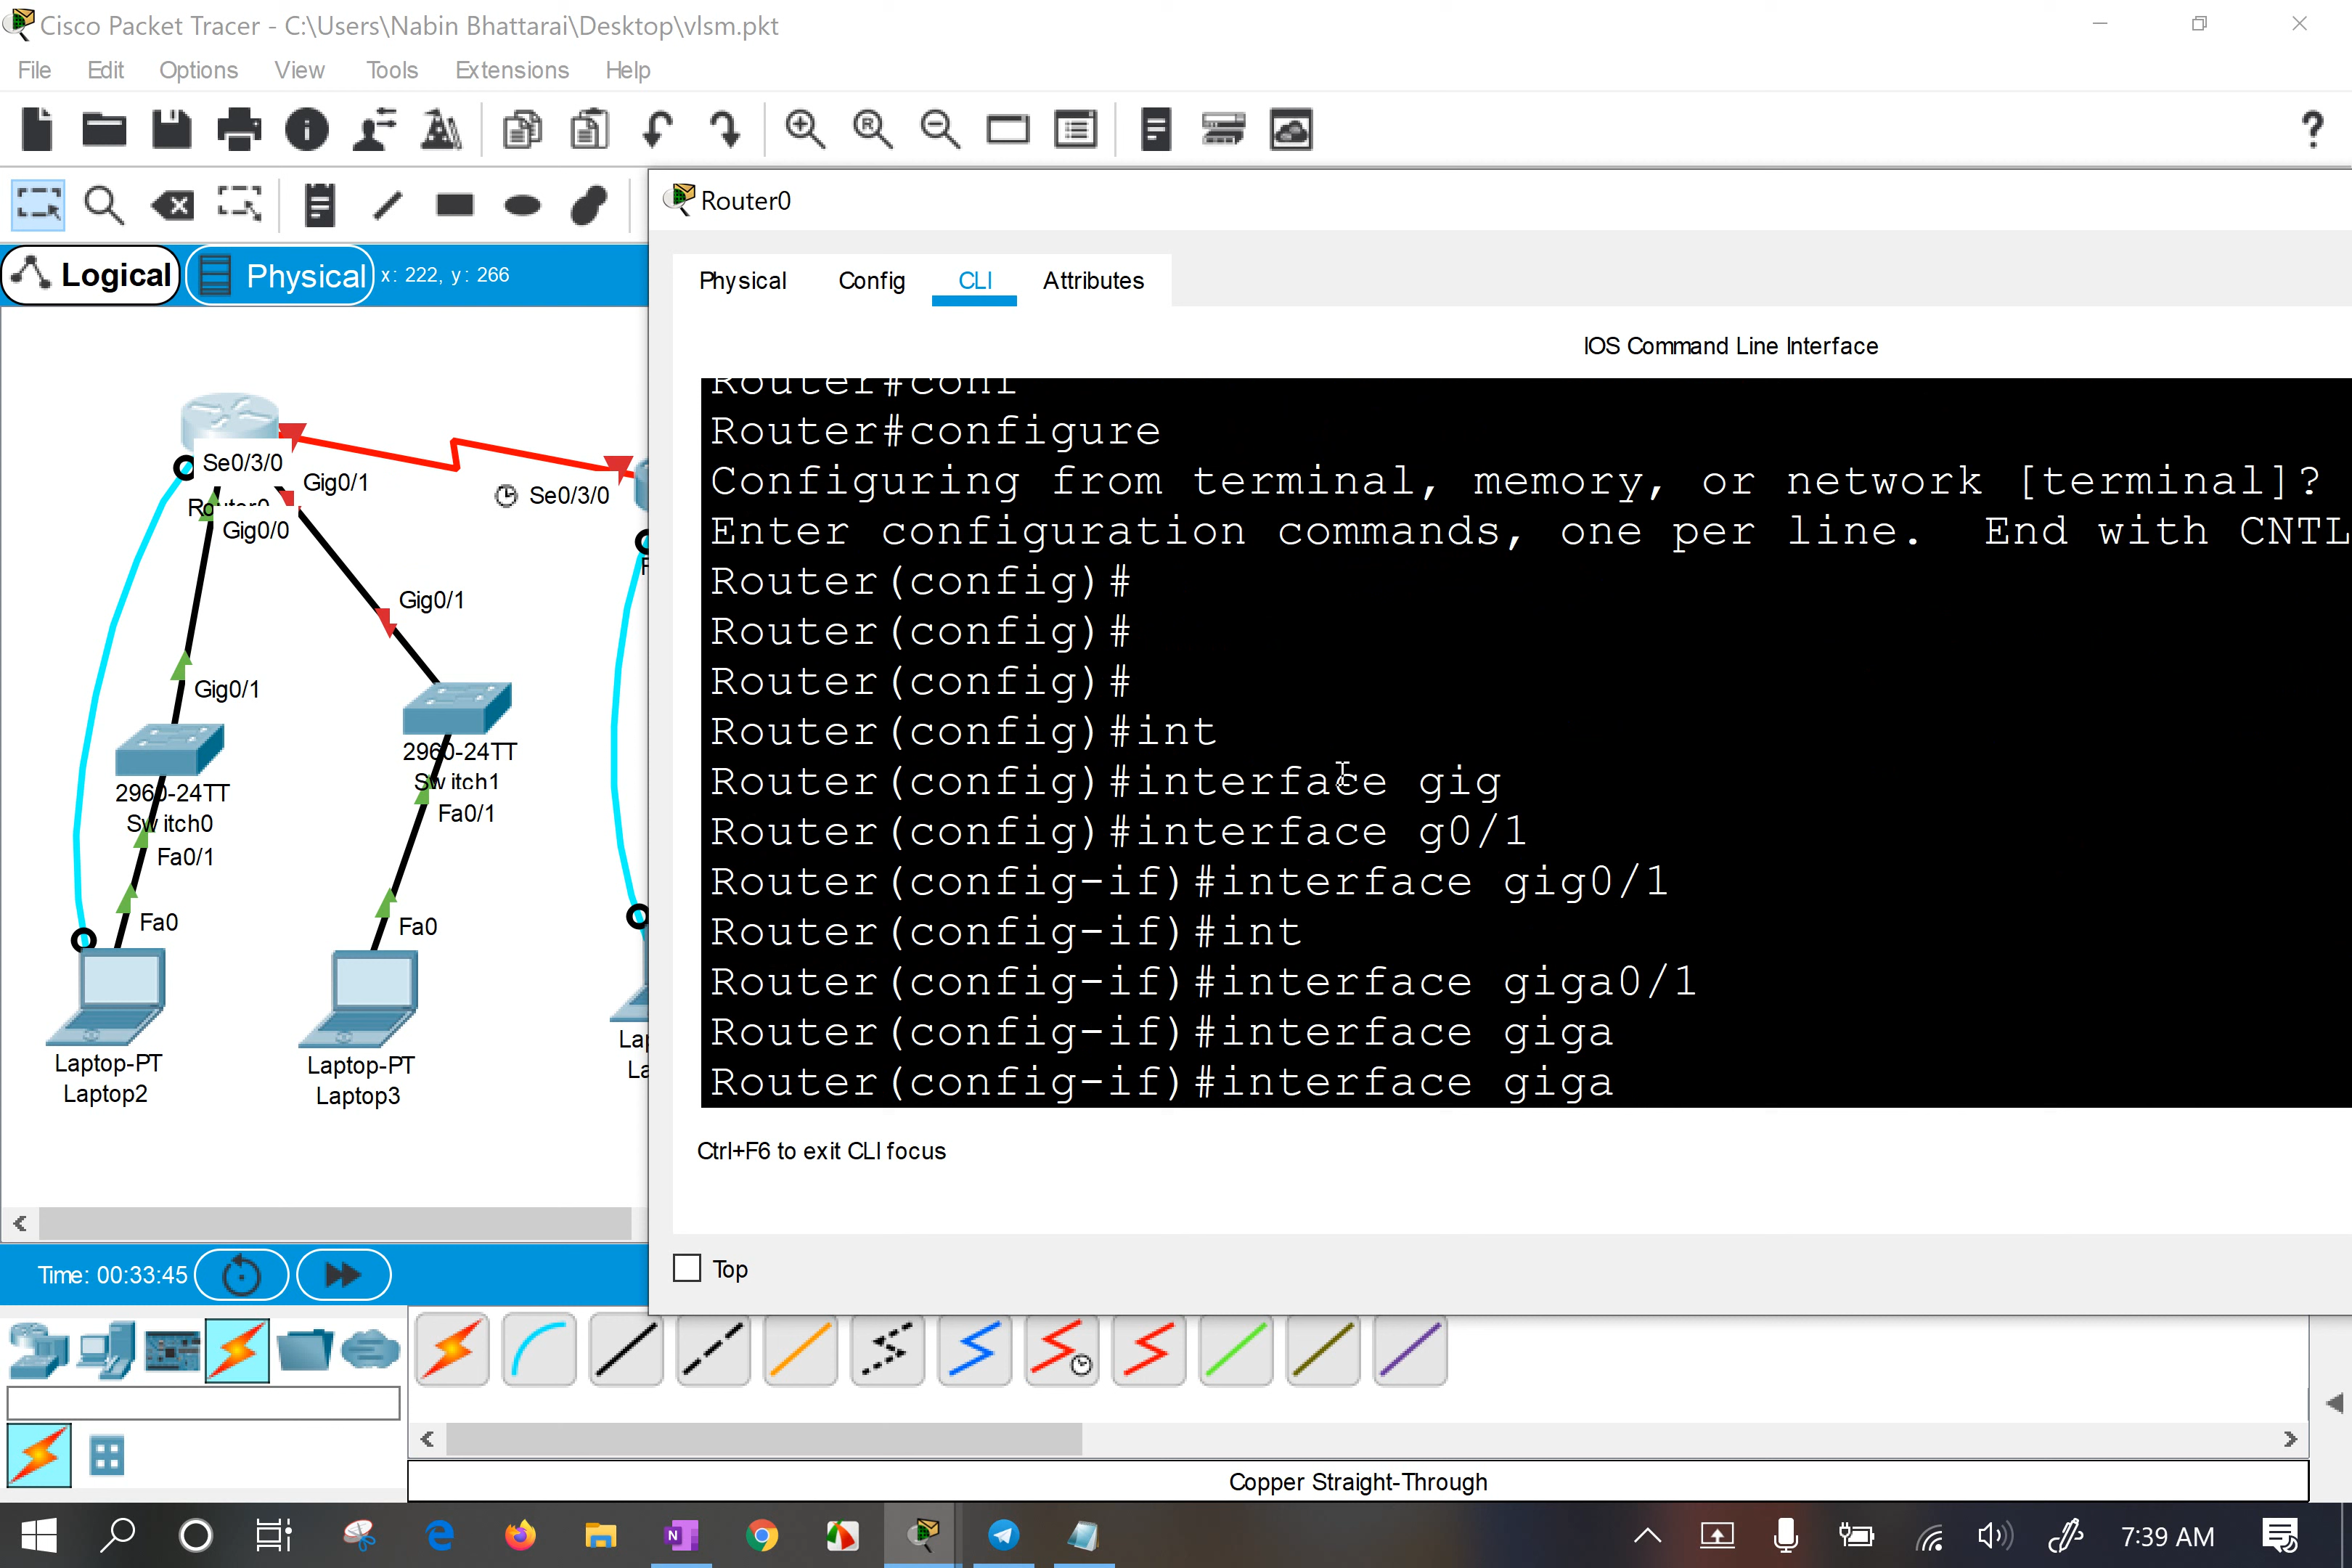 Cisco Packet Tracer - C:\Users\Nabin Bhattarai\Desktop\vlsm.pkt
File Edit Options View Tools Extensions Help
Router0
Logical Physical x: 222, y: 266
Physical Config CLI Attributes
IOS Command Line Interface
Router#conf
Router#configure
Configuring from terminal, memory, or network [terminal]?
Enter configuration commands, one per line.  End with CNTL
Router(config)#
Router(config)#
Router(config)#
Router(config)#int
Router(config)#interface gig
Router(config)#interface g0/1
Router(config-if)#interface gig0/1
Router(config-if)#int
Router(config-if)#interface giga0/1
Router(config-if)#interface giga
Router(config-if)#interface giga
Ctrl+F6 to exit CLI focus
Top
Se0/3/0
Gig0/1
Se0/3/0
Router0
Gig0/0
Gig0/1
Gig0/1
2960-24TT
Switch1
2960-24TT
Switch0
Fa0/1
Fa0/1
Fa0
Fa0
Laptop-PT
Laptop2
Laptop-PT
Laptop3
Time: 00:33:45
Copper Straight-Through
7:39 AM